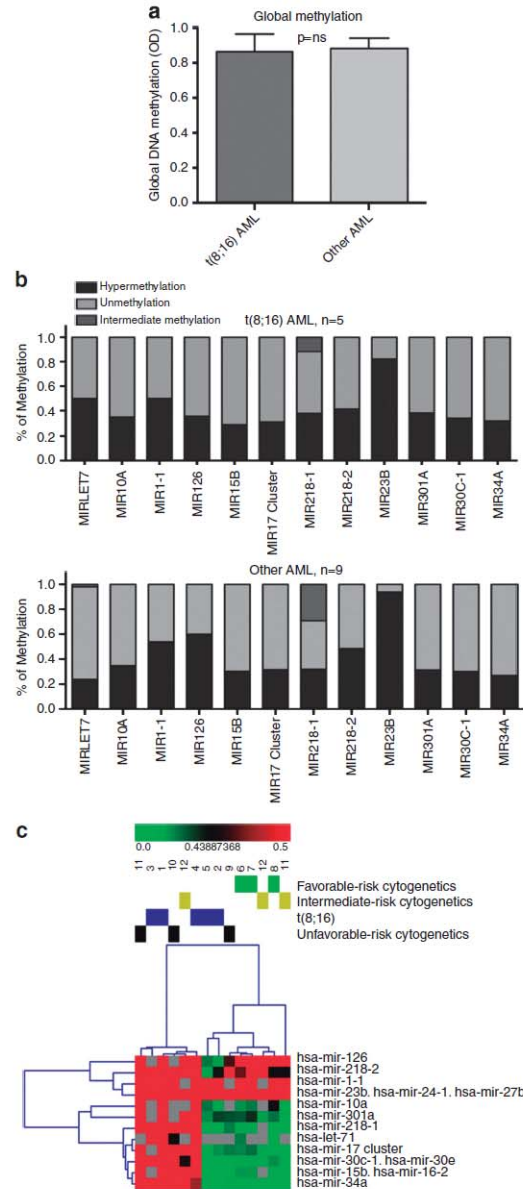 a
Global methylation
p=ns
Global DNA methylation (OD)
1.0
0.8
0.6
0.4
0.2
0.0
t(8;16) AML
Other AML
b
Hypermethylation
Unmethylation
Intermediate methylation
t(8;16) AML, n=5
% of Methylation
1.0
0.8
0.6
0.4
0.2
0.0
MIRLET7
MIR10A
MIR1-1
MIR126
MIR15B
MIR17 Cluster
MIR218-1
MIR218-2
MIR23B
MIR301A
MIR30C-1
MIR34A
Other AML, n=9
% of Methylation
1.0
0.8
0.6
0.4
0.2
0.0
MIRLET7
MIR10A
MIR1-1
MIR126
MIR15B
MIR17 Cluster
MIR218-1
MIR218-2
MIR23B
MIR301A
MIR30C-1
MIR34A
c
0.0 0.43887368 0.5
11 3 1 10 12 4 5 2 9 6 7 12 8 11
Favorable-risk cytogenetics
Intermediate-risk cytogenetics
t(8;16)
Unfavorable-risk cytogenetics
hsa-mir-126
hsa-mir-218-2
hsa-mir-1-1
hsa-mir-23b. hsa-mir-24-1. hsa-mir-27b
hsa-mir-10a
hsa-mir-301a
hsa-mir-218-1
hsa-let-71
hsa-mir-17 cluster
hsa-mir-30c-1. hsa-mir-30e
hsa-mir-15b. hsa-mir-16-2
hsa-mir-34a